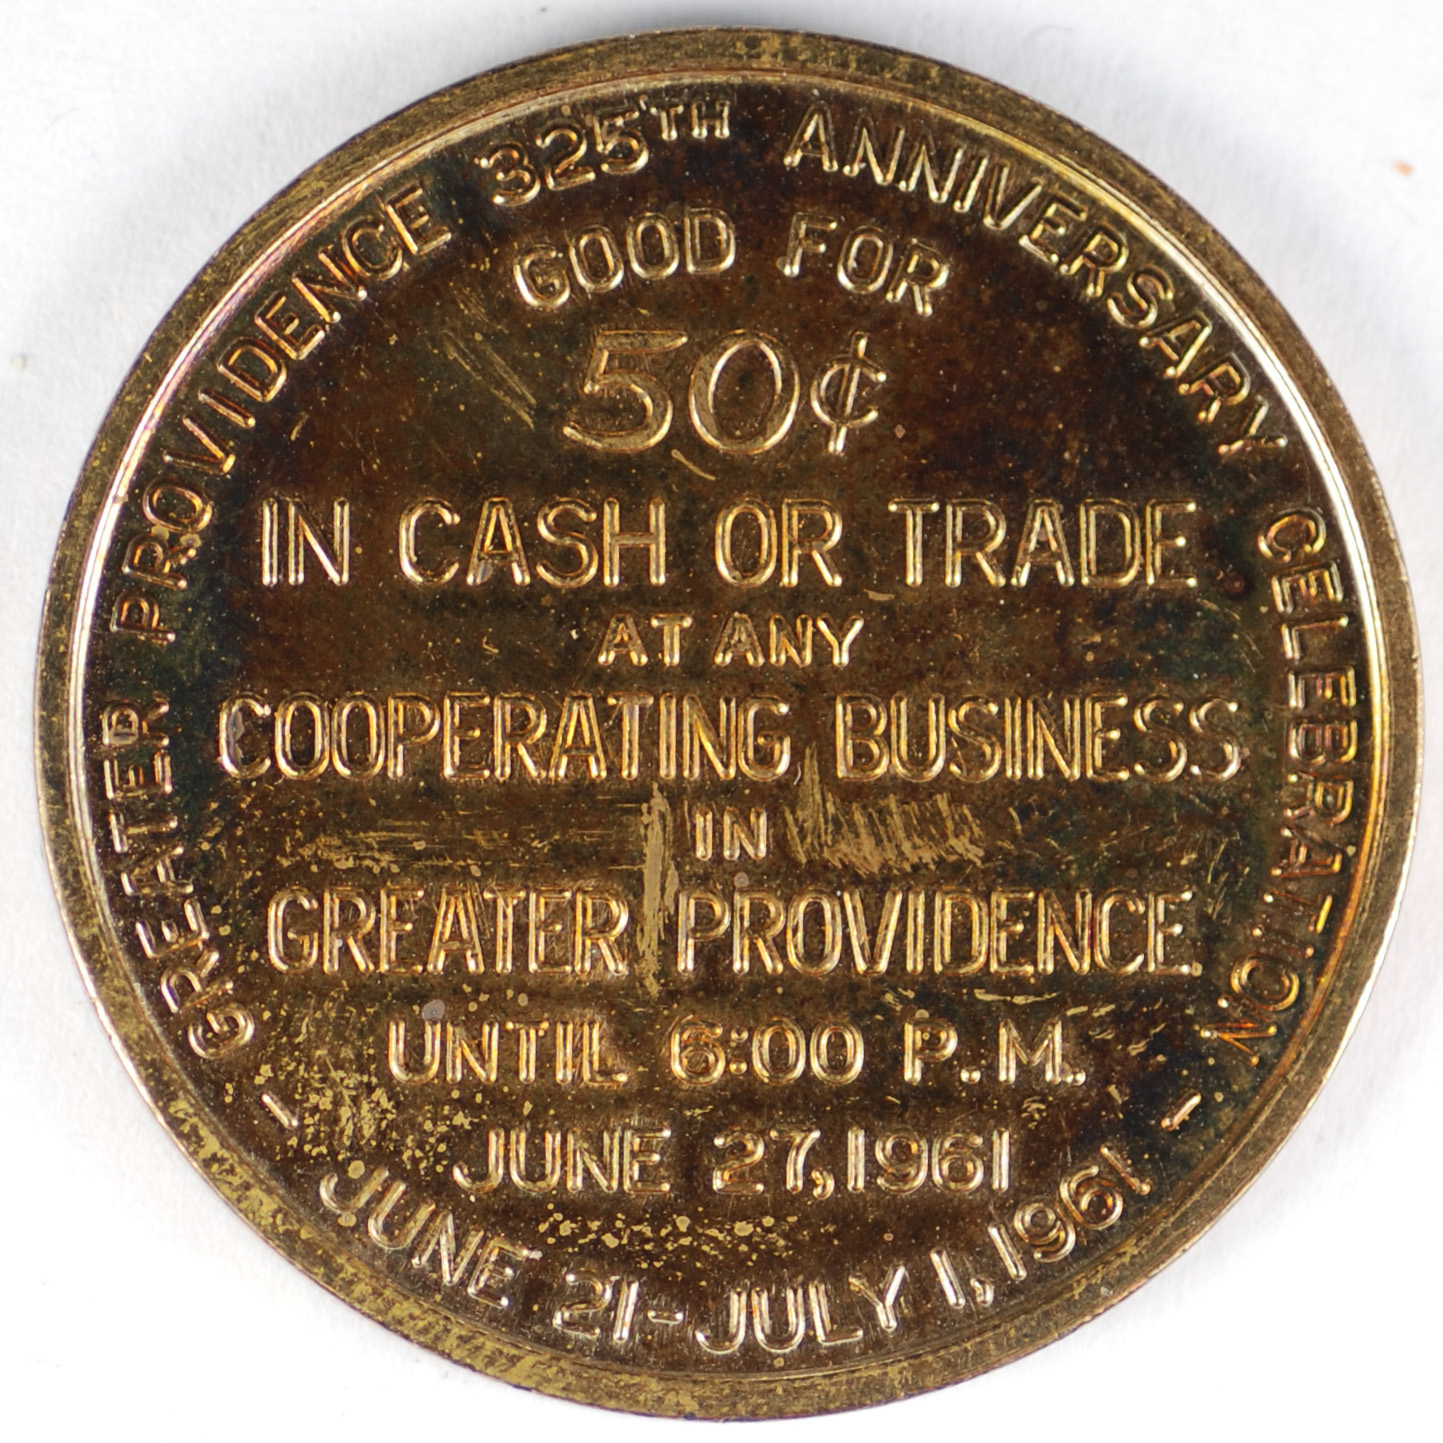 GREATER PROVIDENCE 325TH ANNIVERSARY CELEBRATION
GOOD FOR
50¢
IN CASH OR TRADE
AT ANY
COOPERATING BUSINESS
IN
GREATER PROVIDENCE
UNTIL 6:00 P.M.
JUNE 27, 1961
- JUNE 21 - JULY 1, 1961 -